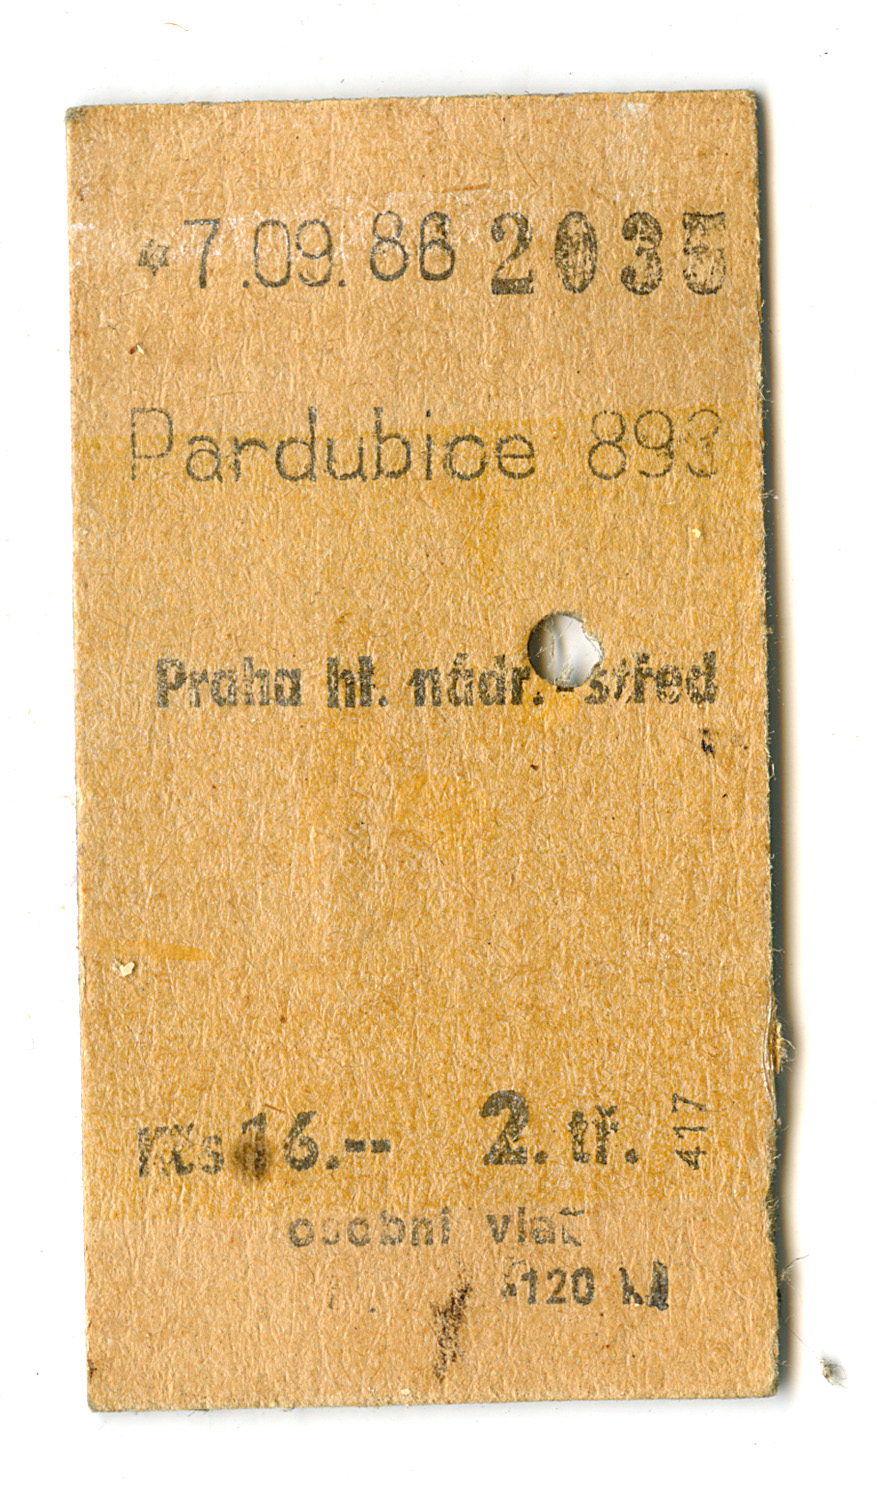 *7.09.86 2035
Pardubice 893
Praha hl. nádr.-střed
Kčs 16.-- 2. tř. 417
osobní vlak
120